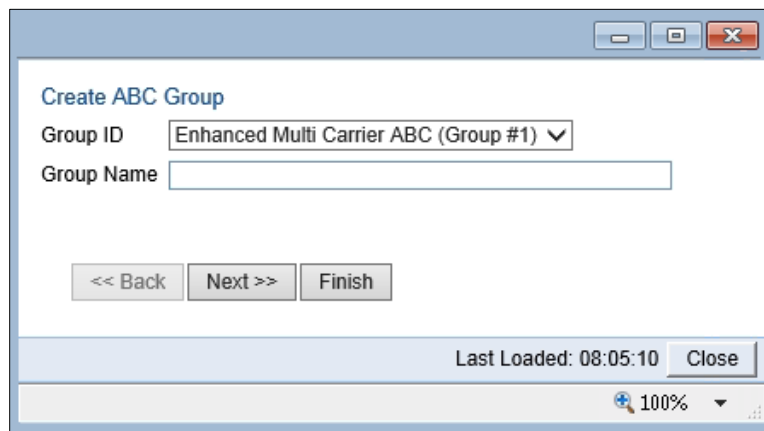 Create ABC Group
Group ID Enhanced Multi Carrier ABC (Group #1)
Group Name
<< Back Next >> Finish
Last Loaded: 08:05:10 Close
100%